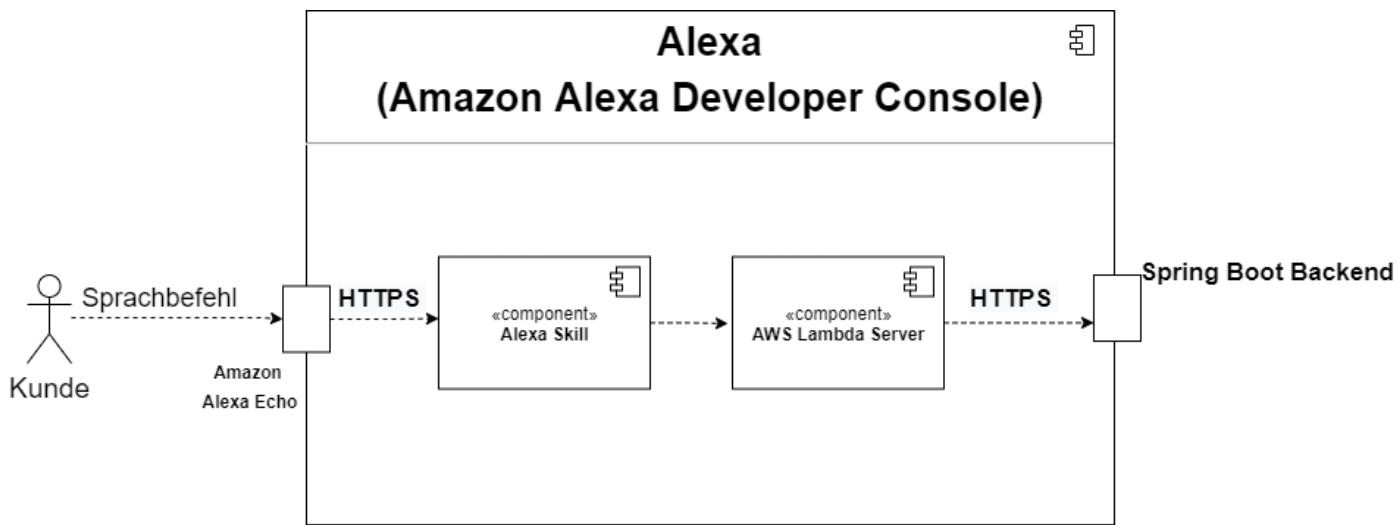 Alexa
(Amazon Alexa Developer Console)
Sprachbefehl
Kunde
Amazon
Alexa Echo
HTTPS
«component»
Alexa Skill
«component»
AWS Lambda Server
HTTPS
Spring Boot Backend